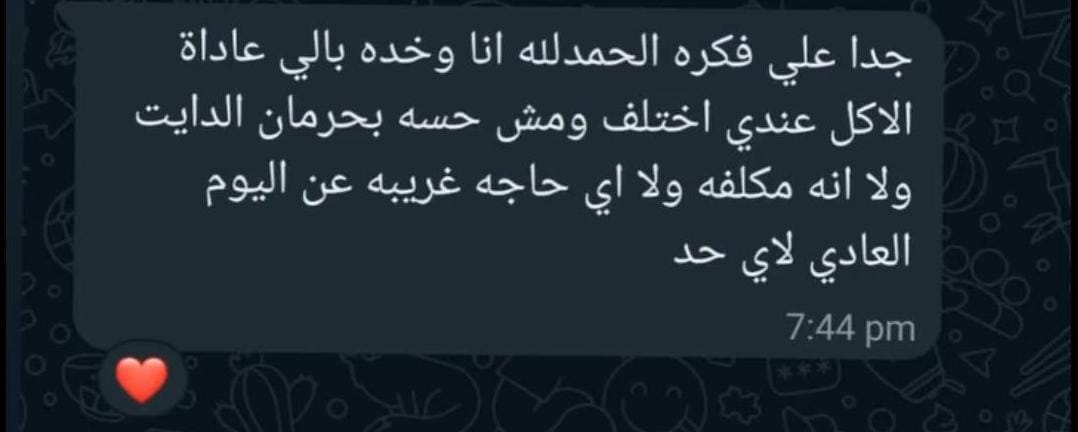 جدا علي فكره الحمدلله انا وخده بالي عاداة
الاكل عندي اختلف ومش حسه بحرمان الدايت
ولا انه مكلفه ولا اي حاجه غريبه عن اليوم
العادي لاي حد
7:44 pm